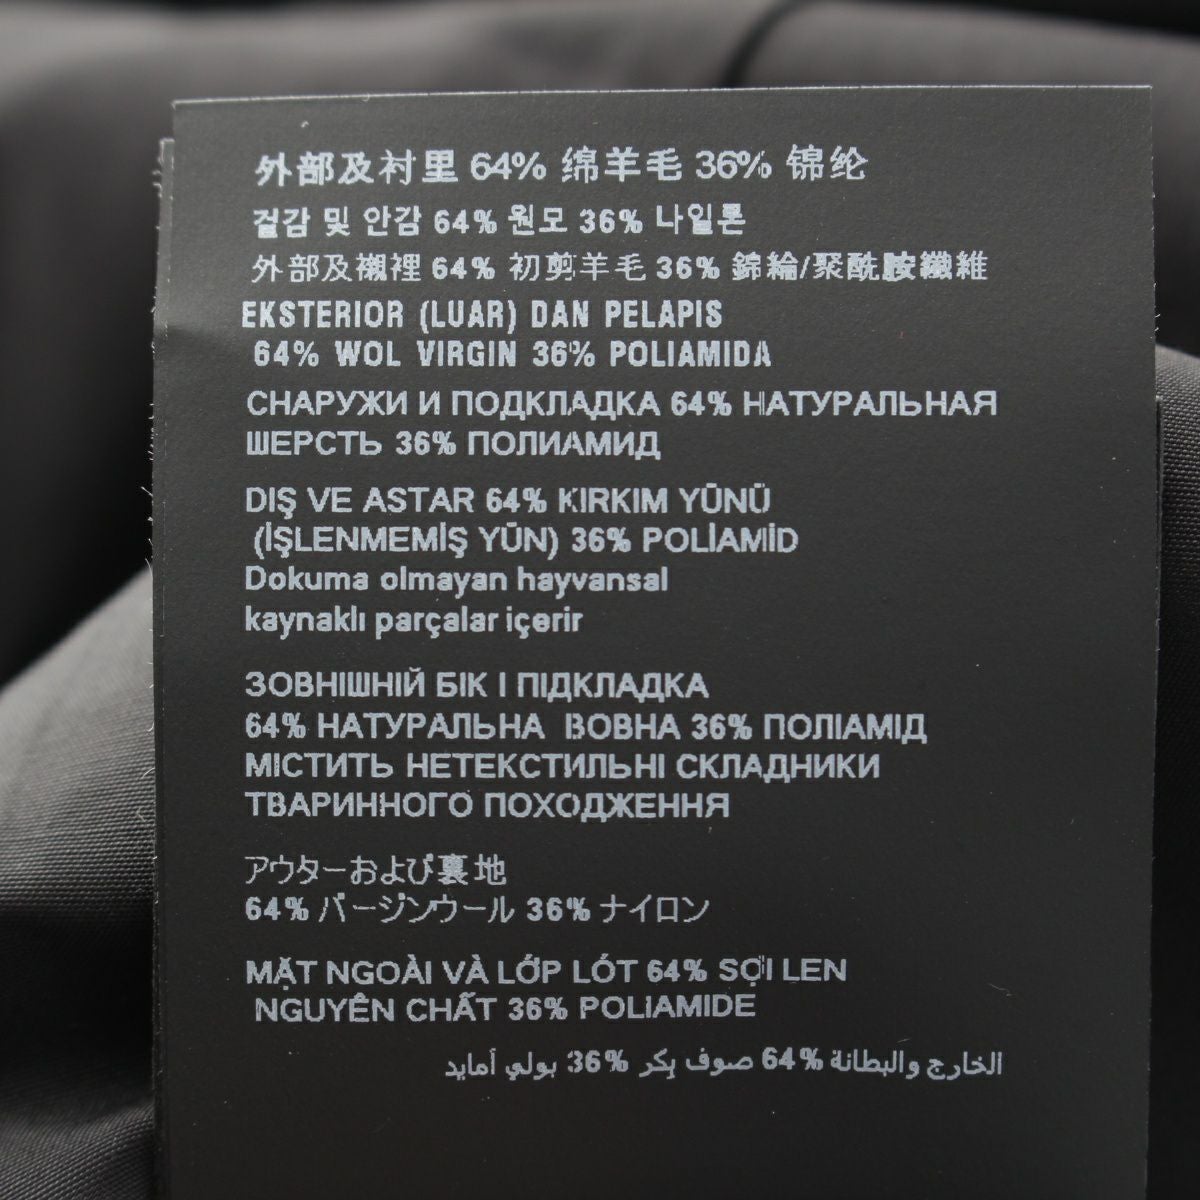 外部及衬里 64% 绵羊毛 36% 锦纶
겉감 및 안감 64% 원모 36% 나일론
外部及襯裡 64% 初剪羊毛 36% 錦綸/聚酰胺纖維
EKSTERIOR (LUAR) DAN PELAPIS
64% WOL VIRGIN 36% POLIAMIDA
СНАРУЖИ И ПОДКЛАДКА 64% НАТУРАЛЬНАЯ
ШЕРСТЬ 36% ПОЛИАМИД
DIŞ VE ASTAR 64% KIRKIM YÜNÜ
(İŞLENMEMİŞ YÜN) 36% POLİAMİD
Dokuma olmayan hayvansal
kaynaklı parçalar içerir
ЗОВНІШНІЙ БІК І ПІДКЛАДКА
64% НАТУРАЛЬНА ВОВНА 36% ПОЛІАМІД
МІСТИТЬ НЕТЕКСТИЛЬНІ СКЛАДНИКИ
ТВАРИННОГО ПОХОДЖЕННЯ
アウターおよび裏地
64% バージンウール 36% ナイロン
MẶT NGOÀI VÀ LỚP LÓT 64% SỢI LEN
NGUYÊN CHẤT 36% POLIAMIDE
الخارج والبطانة 64% صوف بكر 36% بولي أمايد